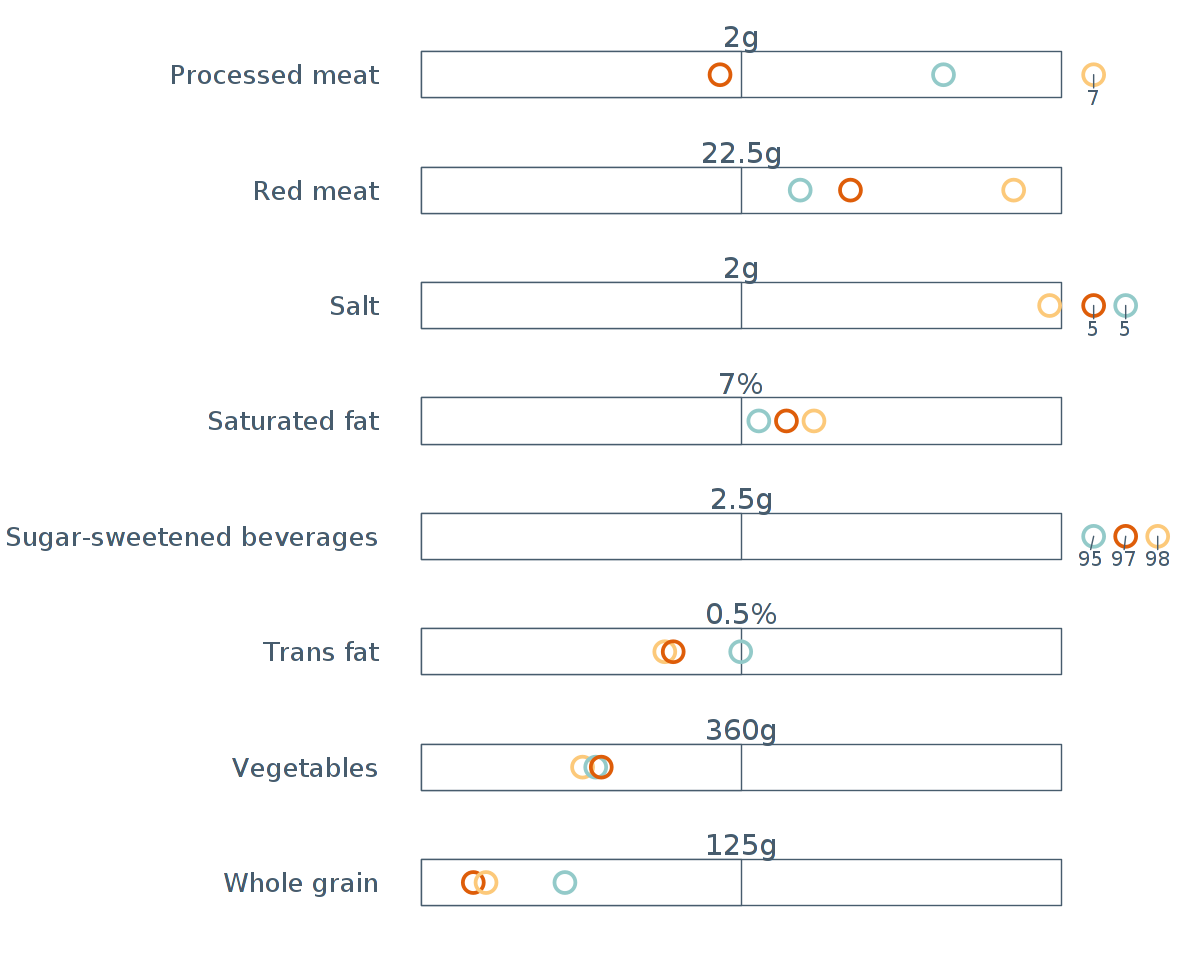 2g
Processed meat
7
22.5g
Red meat
2g
Salt
5 5
7%
Saturated fat
2.5g
Sugar-sweetened beverages
95 97 98
0.5%
Trans fat
360g
Vegetables
125g
Whole grain